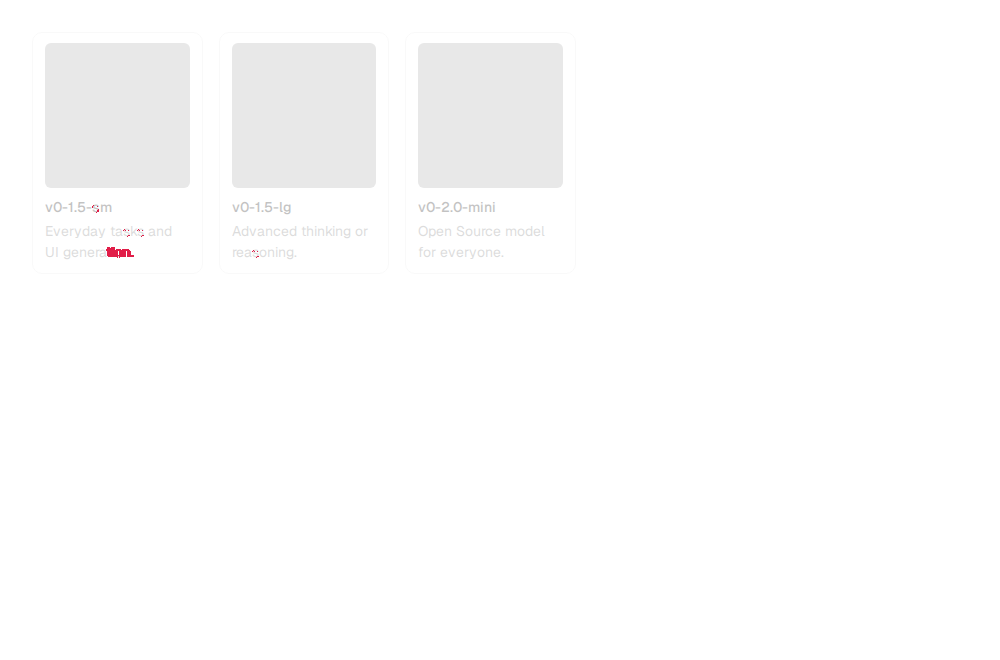 v0-1.5-sm
Everyday tasks and
UI generation.
v0-1.5-lg
Advanced thinking or
reasoning.
v0-2.0-mini
Open Source model
for everyone.